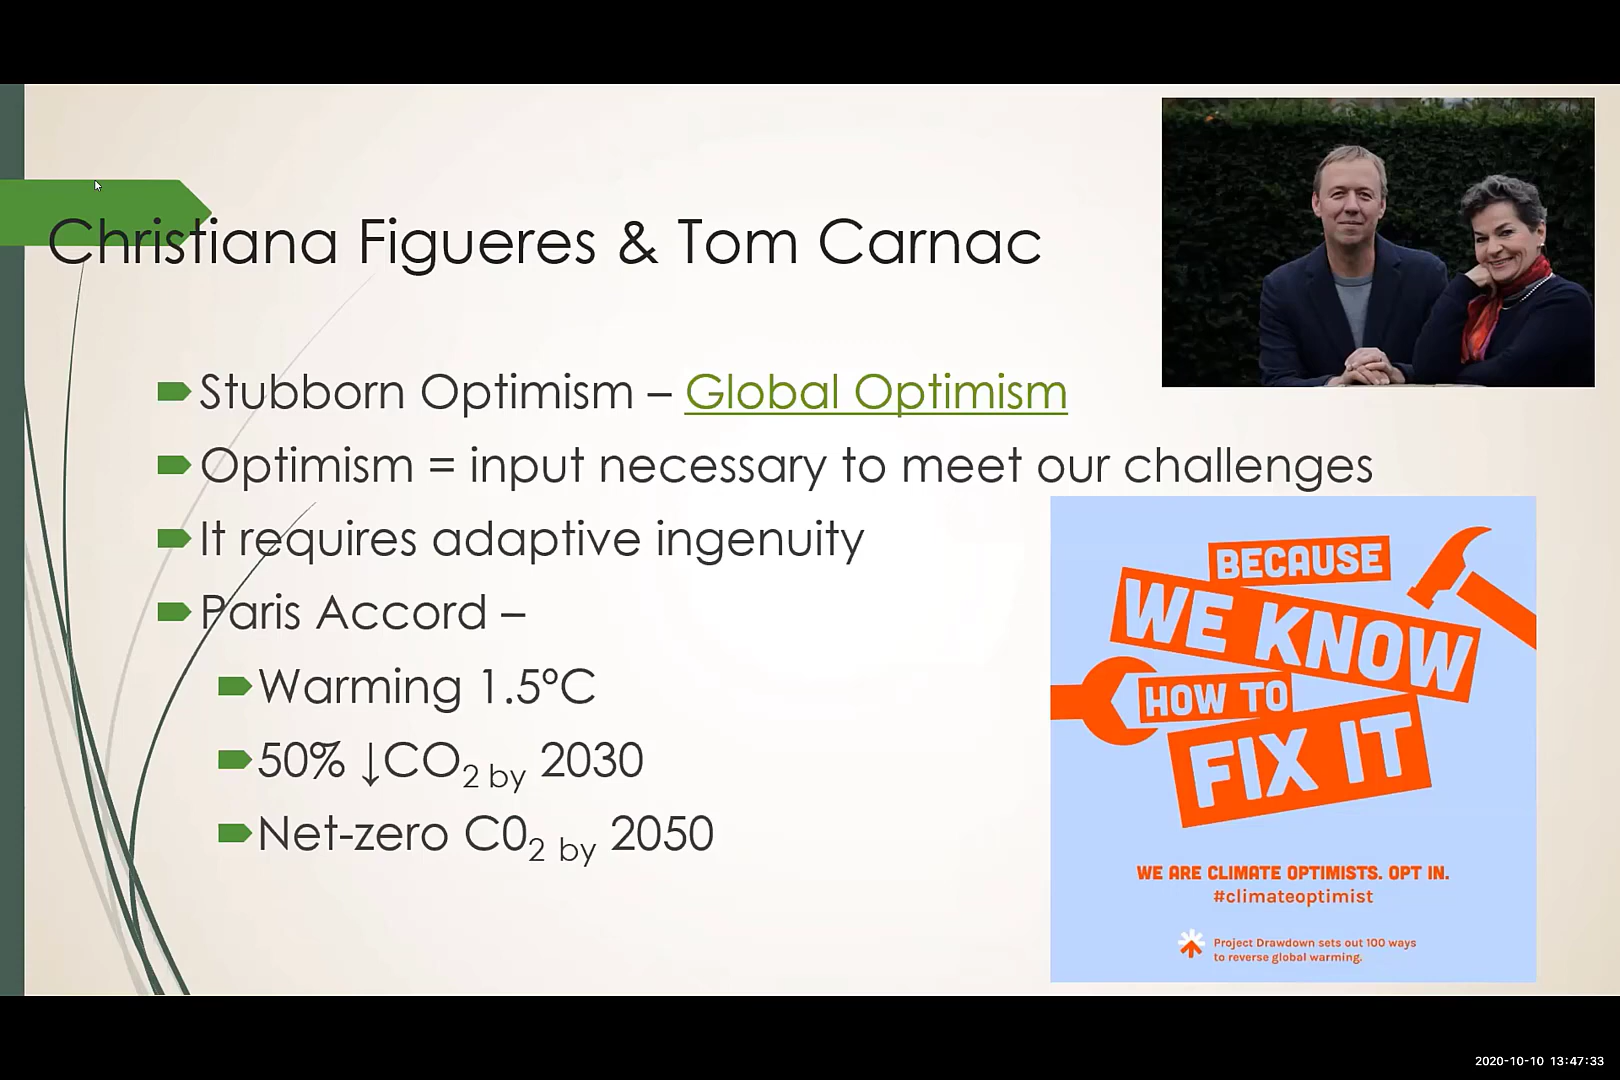 Christiana Figueres & Tom Carnac
Stubborn Optimism – Global Optimism
Optimism = input necessary to meet our challenges
It requires adaptive ingenuity
Paris Accord –
Warming 1.5°C
50% ↓CO2 by 2030
Net-zero C02 by 2050
BECAUSE
WE KNOW
HOW TO
FIX IT
WE ARE CLIMATE OPTIMISTS. OPT IN.
#climateoptimist
Project Drawdown sets out 100 ways
to reverse global warming.
2020-10-10 13:47:33